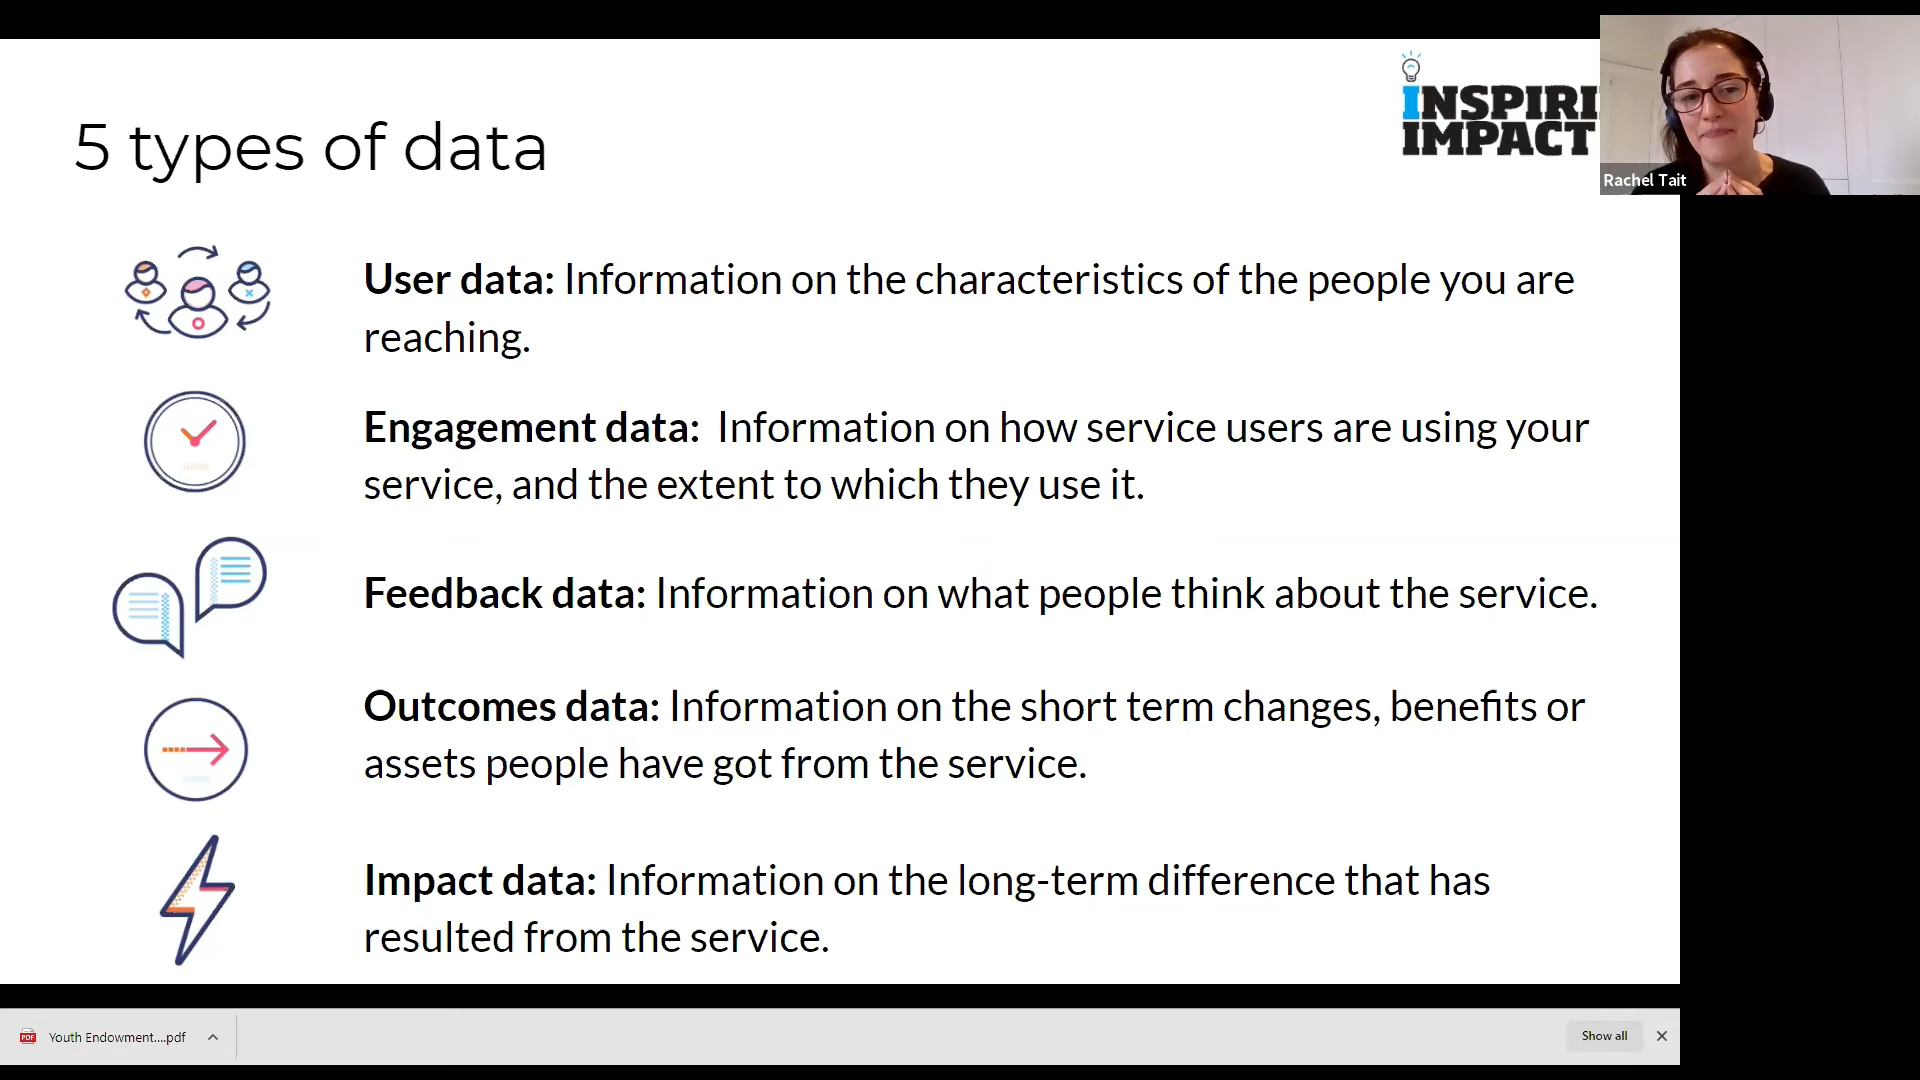 5 types of data
INSPIRI
IMPACT
Rachel Tait
User data: Information on the characteristics of the people you are
reaching.
Engagement data:  Information on how service users are using your
service, and the extent to which they use it.
Feedback data: Information on what people think about the service.
Outcomes data: Information on the short term changes, benefits or
assets people have got from the service.
Impact data: Information on the long-term difference that has
resulted from the service.
PDF
Youth Endowment....pdf
Show all